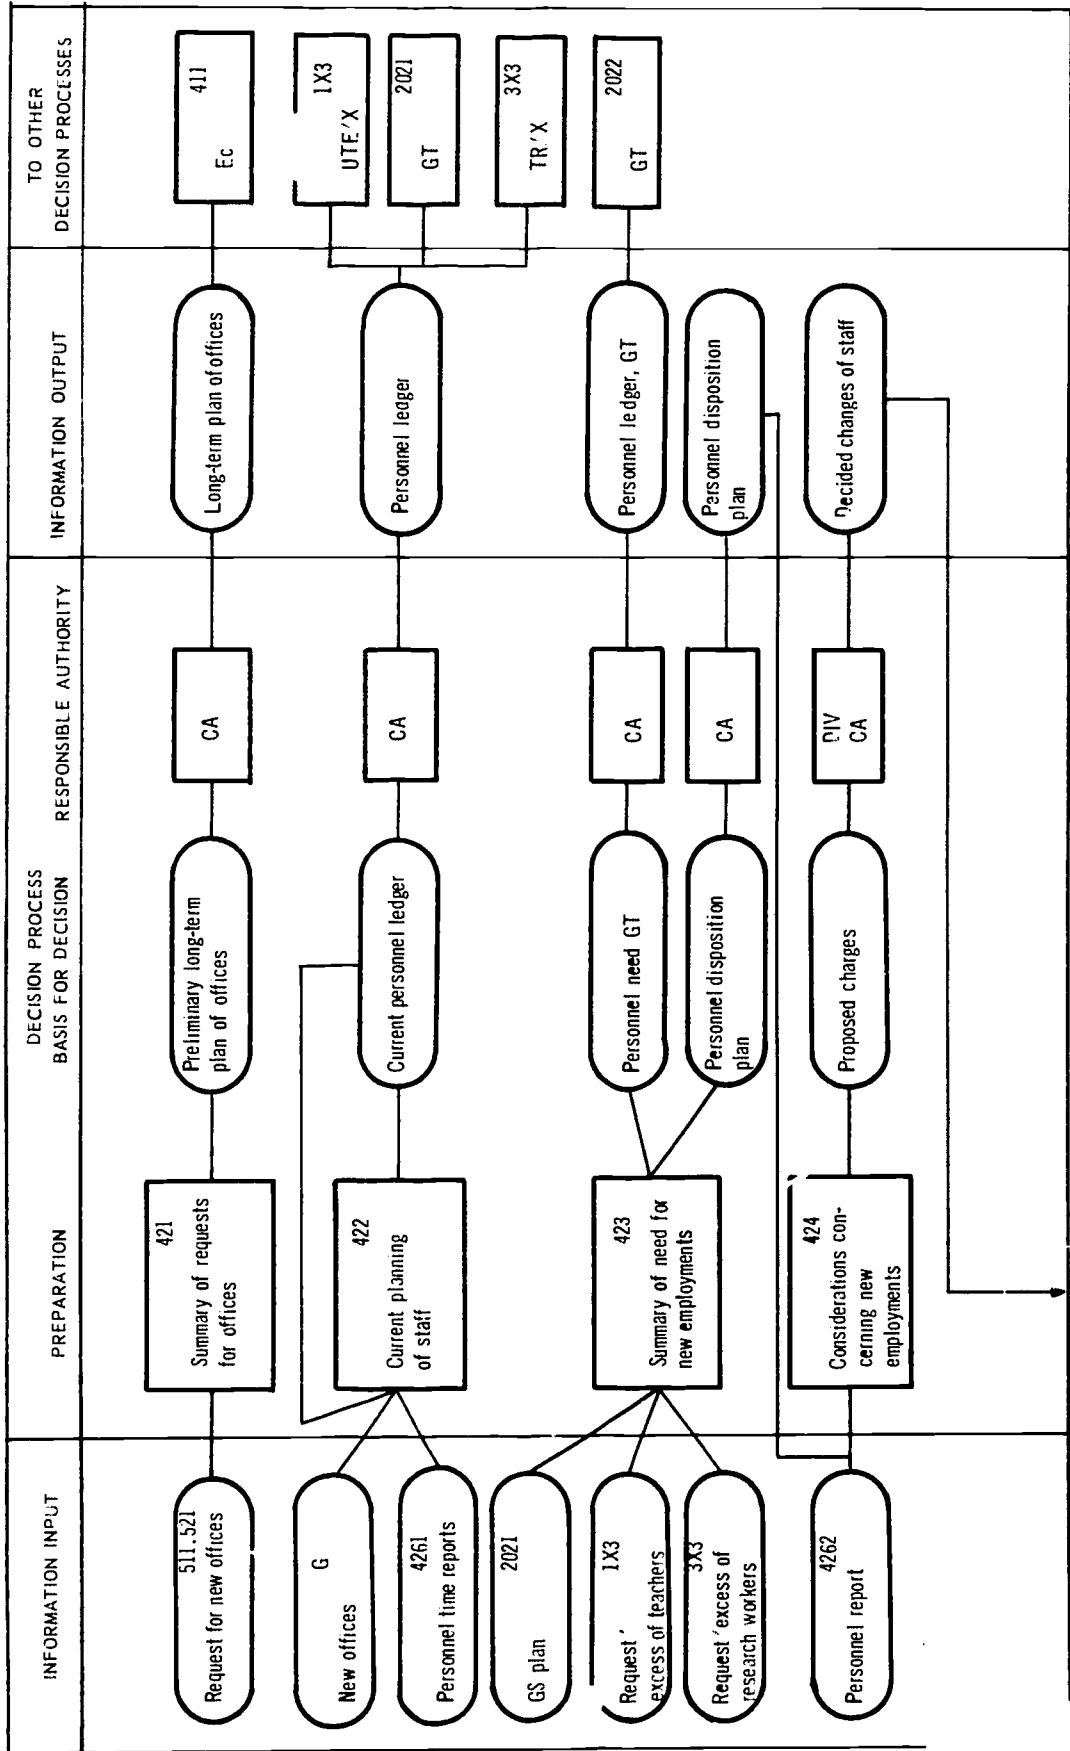 INFORMATION INPUT
PREPARATION
DECISION PROCESS
BASIS FOR DECISION
RESPONSIBLE AUTHORITY
INFORMATION OUTPUT
TO OTHER
DECISION PROCESSES
511.521
Request for new offices
421
Summary of requests
for offices
Preliminary long-term
plan of offices
CA
Long-term plan of offices
411
Ec
G
New offices
4261
Personnel time reports
422
Current planning
of staff
Current personnel ledger
CA
Personnel ledger
1X3
UTE/X
2021
GT
3X3
TR/X
2021
GS plan
1X3
Request/
excess of teachers
3X3
Request/excess of
research workers
423
Summary of need for
new employments
Personnel need GT
CA
Personnel ledger, GT
2022
GT
Personnel disposition
plan
CA
Personnel disposition
plan
4262
Personnel report
424
Considerations con-
cerning new
employments
Proposed charges
DIV
CA
Decided changes of staff